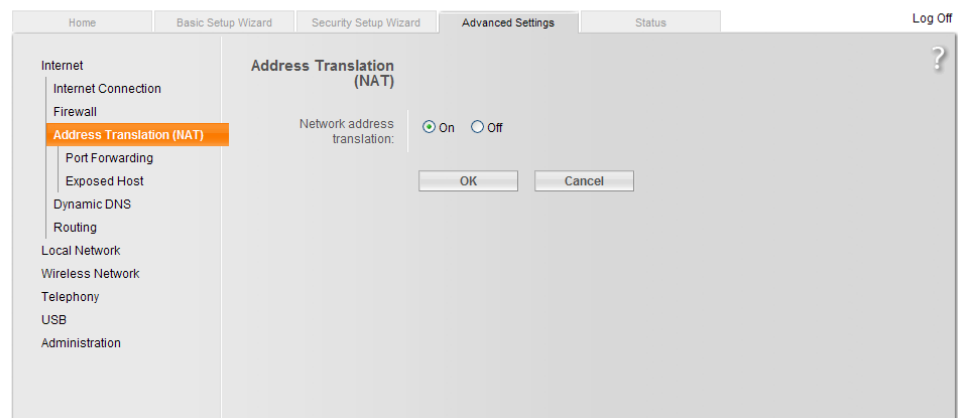 Home
Basic Setup Wizard
Security Setup Wizard
Advanced Settings
Status
Log Off
?
Internet
Internet Connection
Firewall
Address Translation (NAT)
Port Forwarding
Exposed Host
Dynamic DNS
Routing
Local Network
Wireless Network
Telephony
USB
Administration
Address Translation
(NAT)
Network address
translation:
On
Off
OK
Cancel